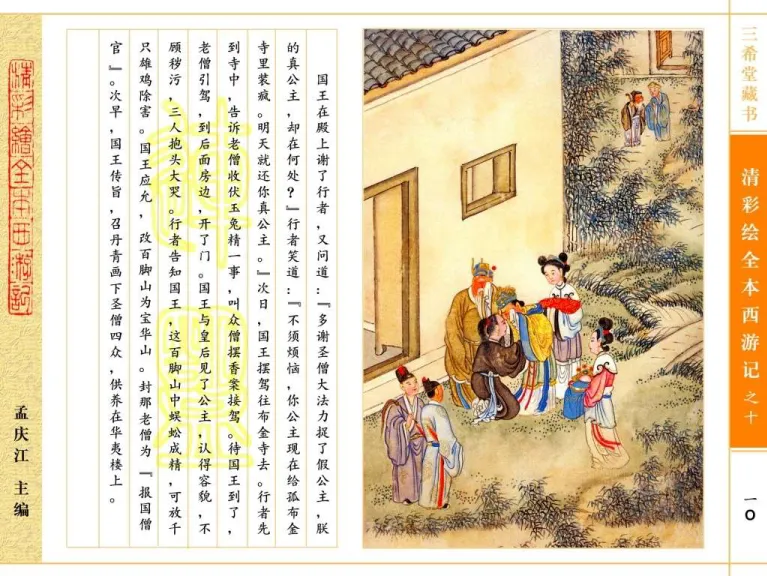 三希堂藏书
清彩绘全本西游记之十
一〇
国王在殿上谢了行者，又问道：『多谢圣僧大法力捉了假公主，朕
的真公主，却在何处？』行者笑道：『不须烦恼，你公主现在给孤布金
寺里装疯。明天就还你真公主。』次日，国王摆驾往布金寺去。行者先
到寺中，告诉老僧收伏玉兔精一事，叫众僧摆香案接驾。待国王到了，
老僧引驾，到后面房边，开了门。国王与皇后见了公主，认得容貌，不
顾秽污，三人抱头大哭。行者告知国王，这百脚山中蜈蚣成精，可放千
只雄鸡除害。国王应允，改百脚山为宝华山。封那老僧为『报国僧
官』。次早，国王传旨，召丹青画下圣僧四众，供养在华夷楼上。
精彩繪全本西游記
孟庆江 主编